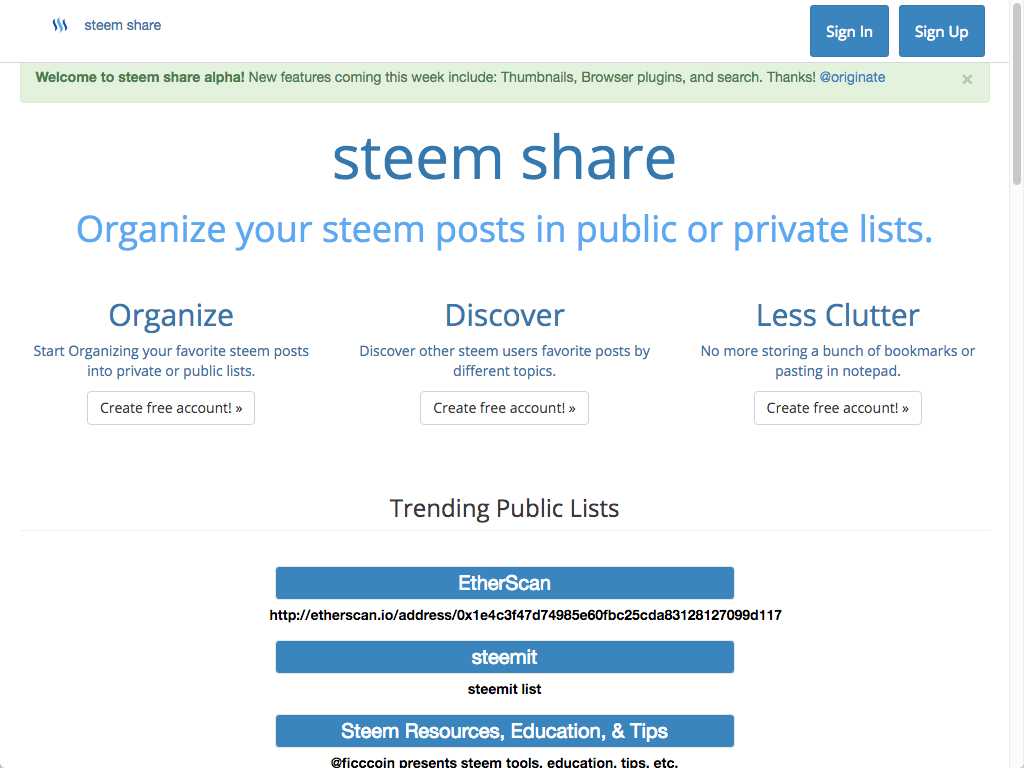 steem share
Sign In
Sign Up
Welcome to steem share alpha! New features coming this week include: Thumbnails, Browser plugins, and search. Thanks! @originate
×
steem share
Organize your steem posts in public or private lists.
Organize
Start Organizing your favorite steem posts
into private or public lists.
Create free account! »
Discover
Discover other steem users favorite posts by
different topics.
Create free account! »
Less Clutter
No more storing a bunch of bookmarks or
pasting in notepad.
Create free account! »
Trending Public Lists
EtherScan
http://etherscan.io/address/0x1e4c3f47d74985e60fbc25cda83128127099d117
steemit
steemit list
Steem Resources, Education, & Tips
@ficccoin presents steem tools, education, tips, etc.